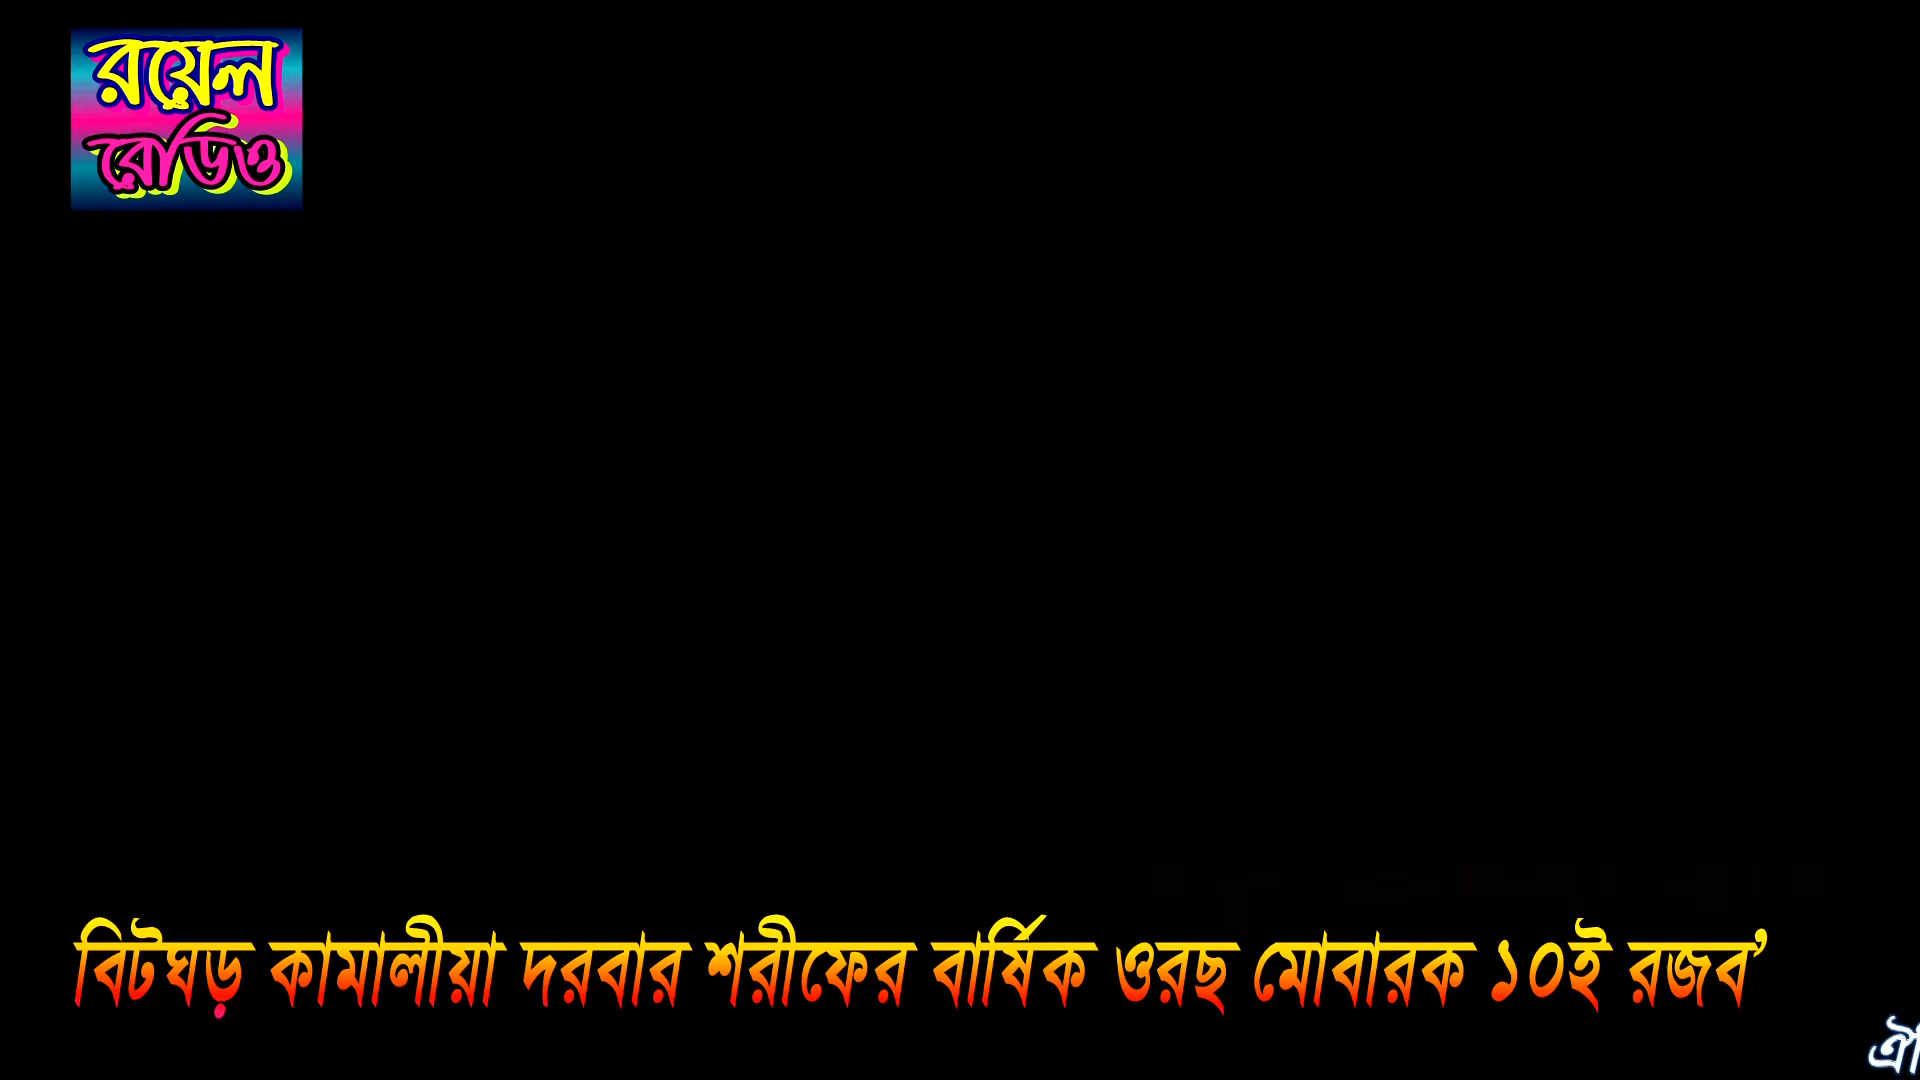 রয়েল
রেডিও
বিটঘড় কামালীয়া দরবার শরীফের বার্ষিক ওরছ মোবারক ১০ই রজব’